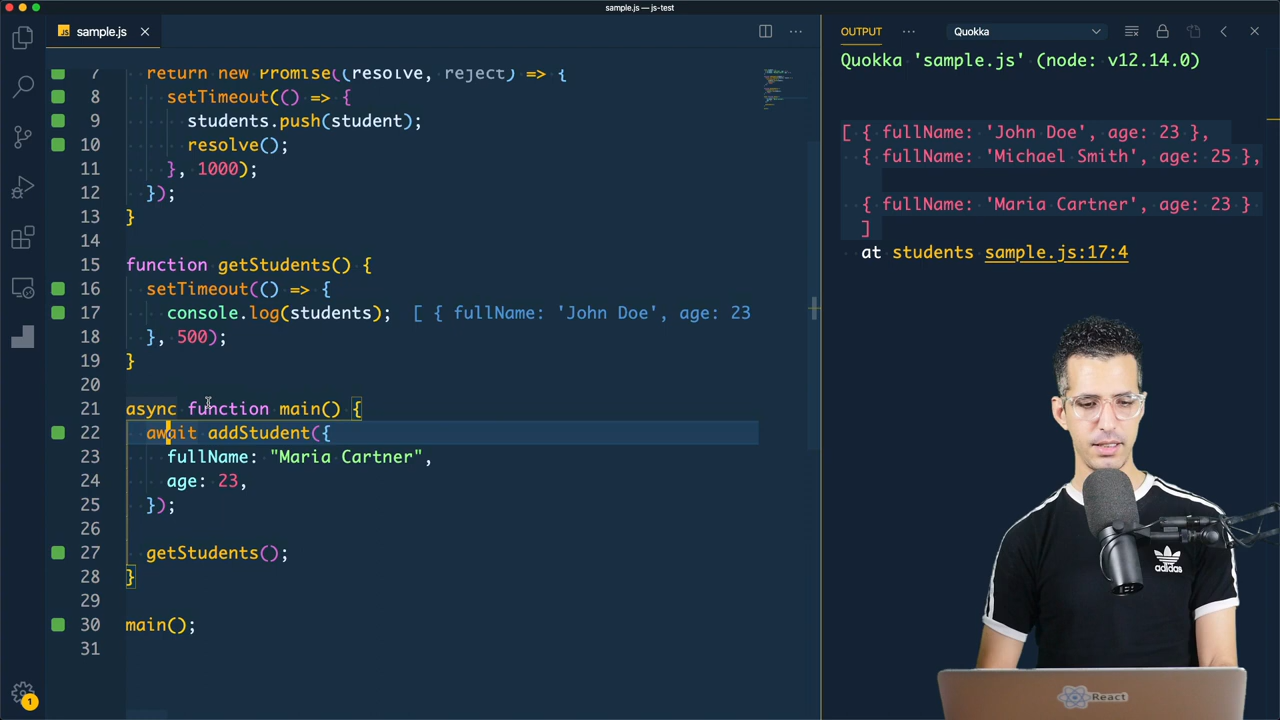 sample.js — js-test
JS sample.js
OUTPUT
Quokka
7 return new Promise((resolve, reject) => {
8 setTimeout(() => {
9 students.push(student);
10 resolve();
11 }, 1000);
12 });
13 }
14
15 function getStudents() {
16 setTimeout(() => {
17 console.log(students); [ { fullName: 'John Doe', age: 23
18 }, 500);
19 }
20
21 async function main() {
22 await addStudent({
23 fullName: "Maria Cartner",
24 age: 23,
25 });
26
27 getStudents();
28 }
29
30 main();
31
1
Quokka 'sample.js' (node: v12.14.0)
[ { fullName: 'John Doe', age: 23 },
{ fullName: 'Michael Smith', age: 25 },
{ fullName: 'Maria Cartner', age: 23 }
]
at students sample.js:17:4
adidas
React